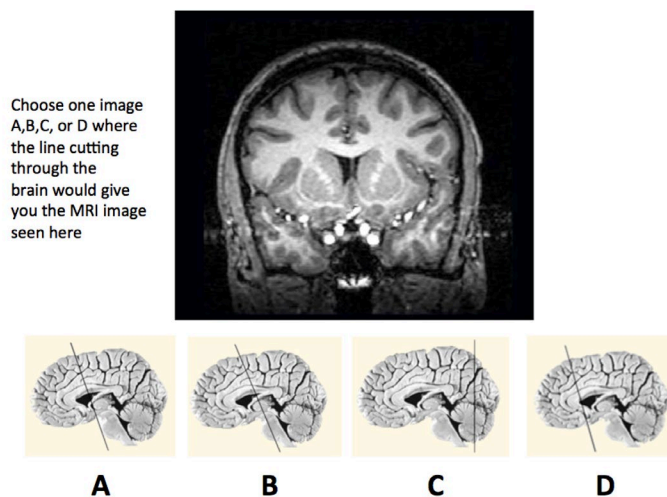 Choose one image
A,B,C, or D where
the line cutting
through the
brain would give
you the MRI image
seen here
A
B
C
D